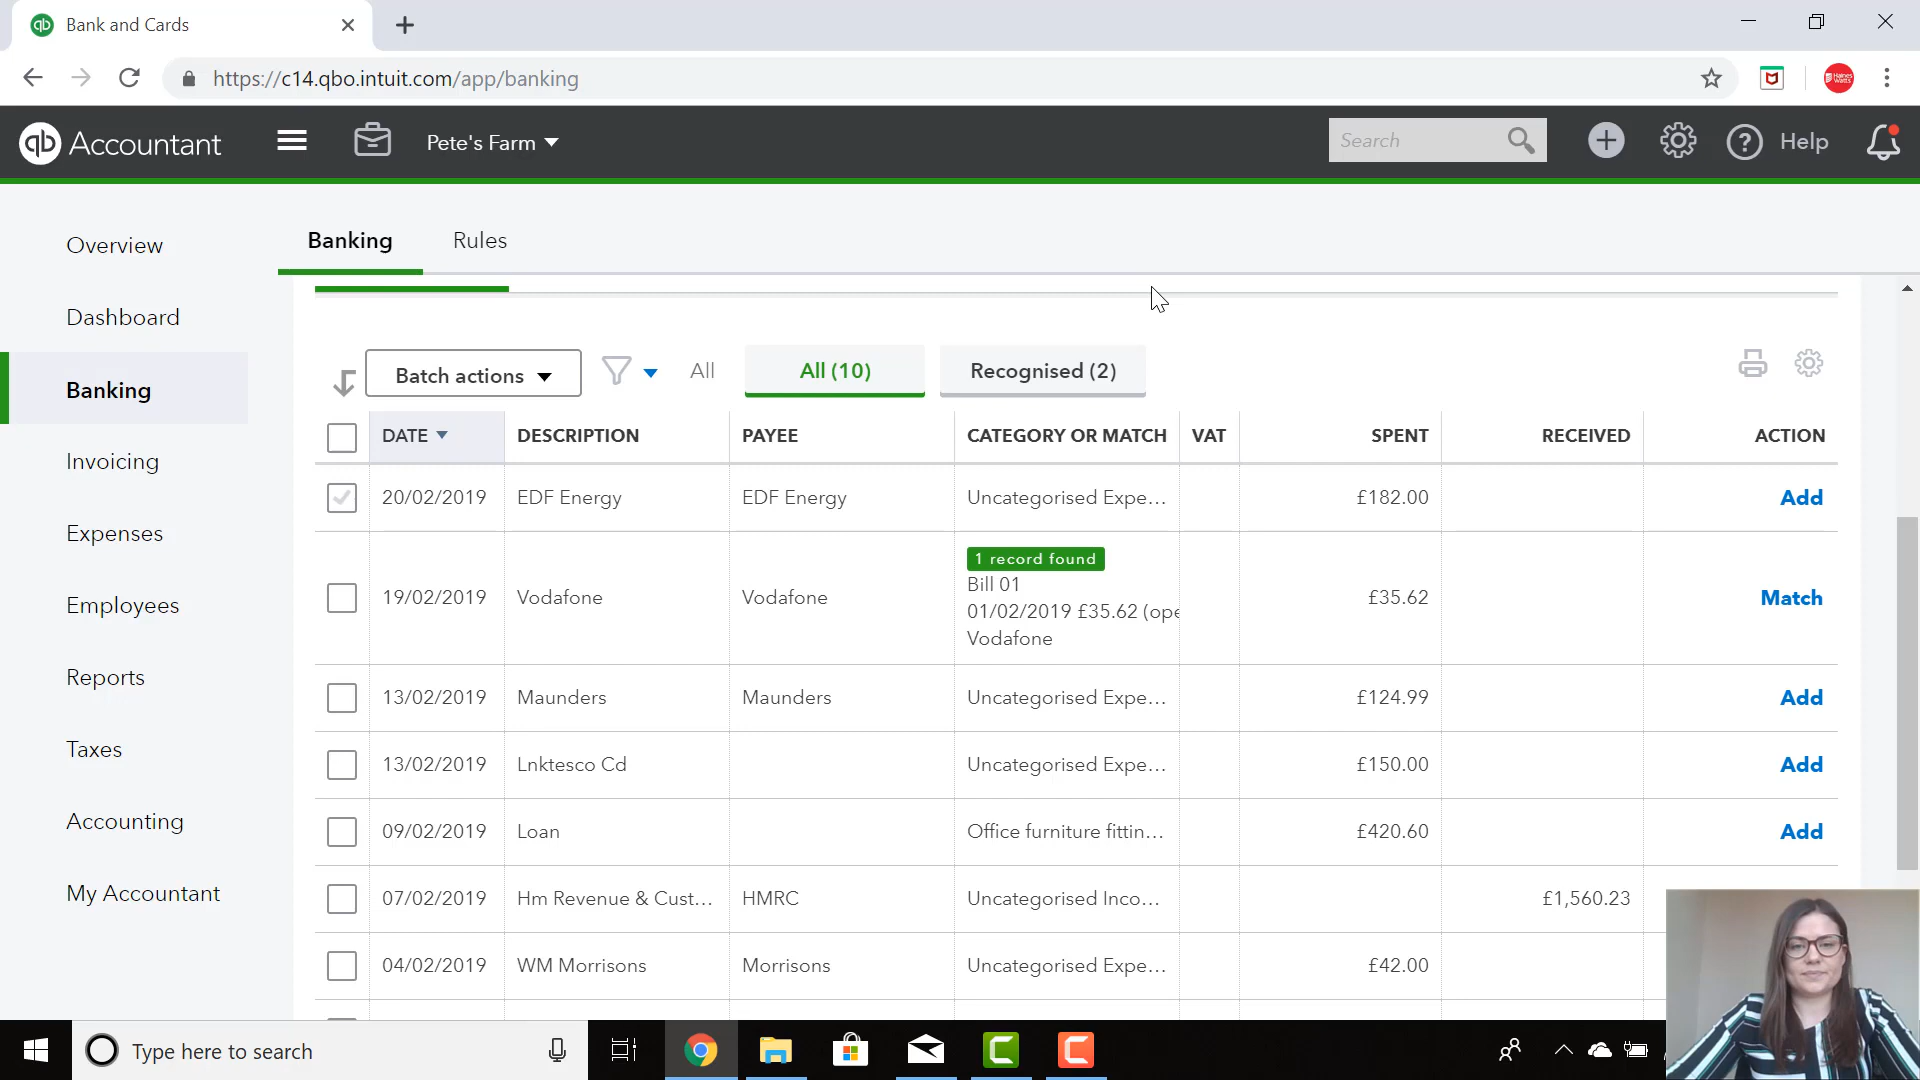 qb Bank and Cards
https://c14.qbo.intuit.com/app/banking
qb Accountant
Pete's Farm
Search
? Help
Overview
Dashboard
Banking
Invoicing
Expenses
Employees
Reports
Taxes
Accounting
My Accountant
Banking Rules
Batch actions All All (10) Recognised (2)
DATE DESCRIPTION PAYEE CATEGORY OR MATCH VAT SPENT RECEIVED ACTION
20/02/2019 EDF Energy EDF Energy Uncategorised Expe... £182.00 Add
1 record found
Bill 01
19/02/2019 Vodafone Vodafone 01/02/2019 £35.62 (ope £35.62 Match
Vodafone
13/02/2019 Maunders Maunders Uncategorised Expe... £124.99 Add
13/02/2019 Lnktesco Cd Uncategorised Expe... £150.00 Add
09/02/2019 Loan Office furniture fittin... £420.60 Add
07/02/2019 Hm Revenue & Cust... HMRC Uncategorised Inco... £1,560.23
04/02/2019 WM Morrisons Morrisons Uncategorised Expe... £42.00
Type here to search